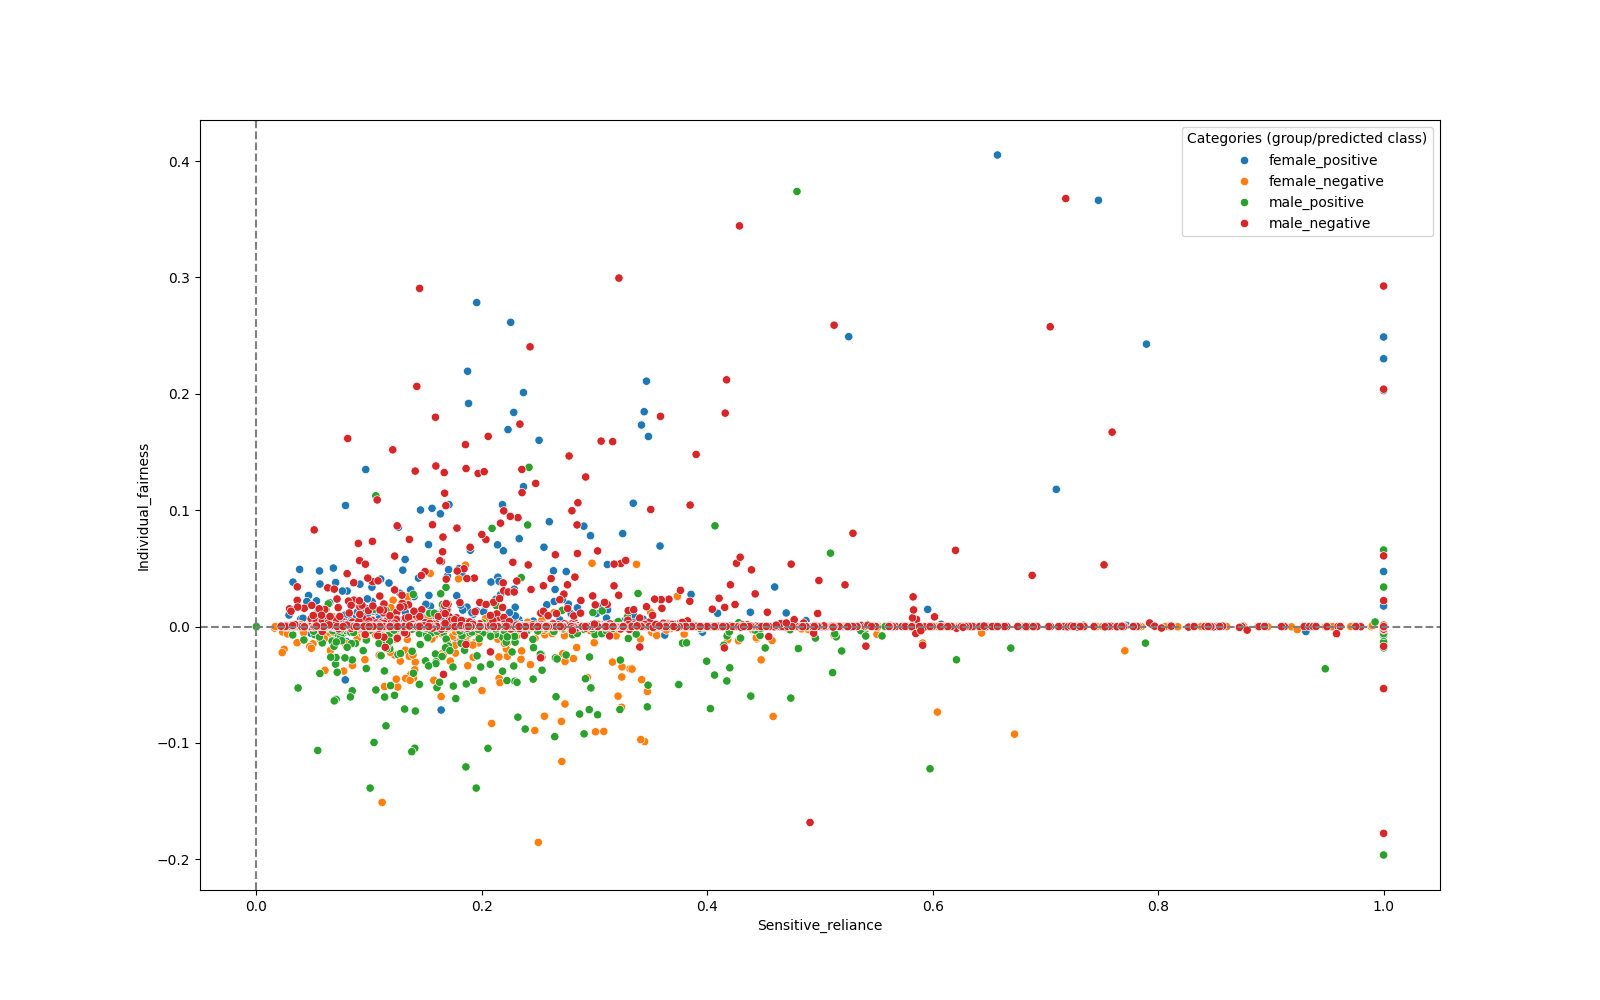 Categories (group/predicted class)
female_positive
female_negative
male_positive
male_negative
0.4
0.3
0.2
0.1
0.0
−0.1
−0.2
Individual_fairness
0.0 0.2 0.4 0.6 0.8 1.0
Sensitive_reliance